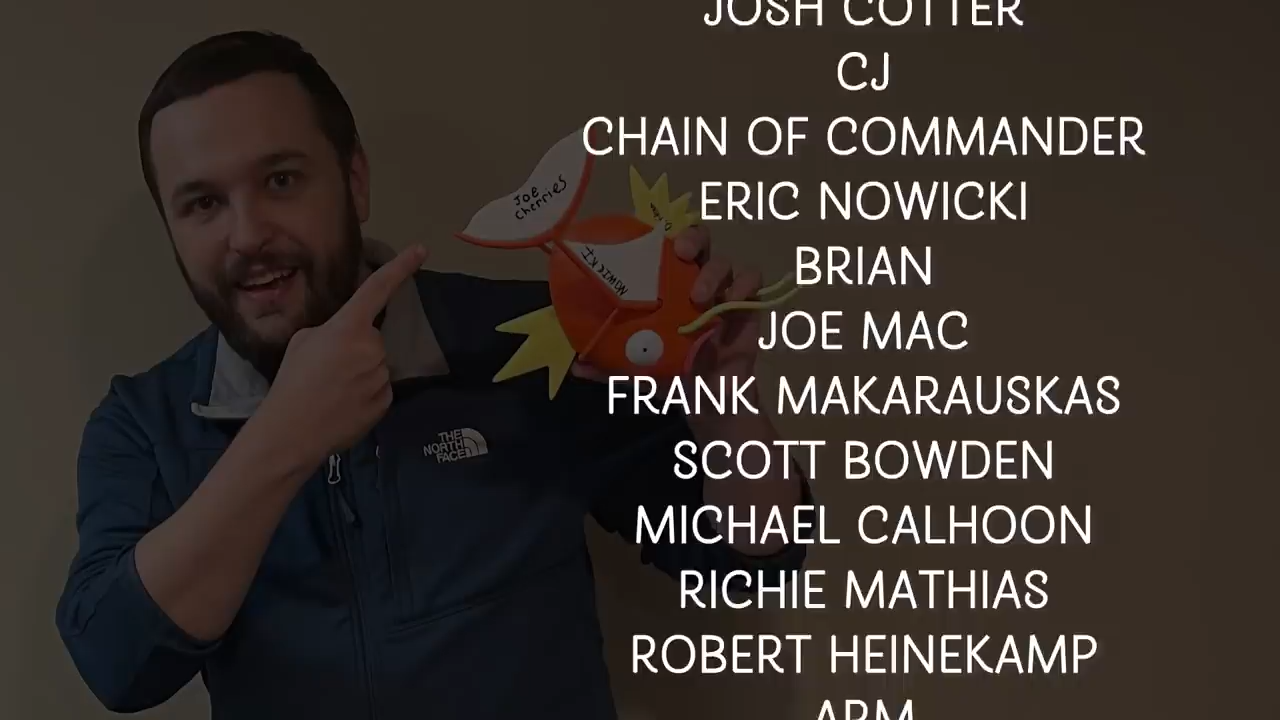 JOSH COTTER
CJ
CHAIN OF COMMANDER
ERIC NOWICKI
BRIAN
JOE MAC
FRANK MAKARAUSKAS
SCOTT BOWDEN
MICHAEL CALHOON
RICHIE MATHIAS
ROBERT HEINEKAMP
ARM
JOE
Cherries
NOWICKI
THE
NORTH
FACE